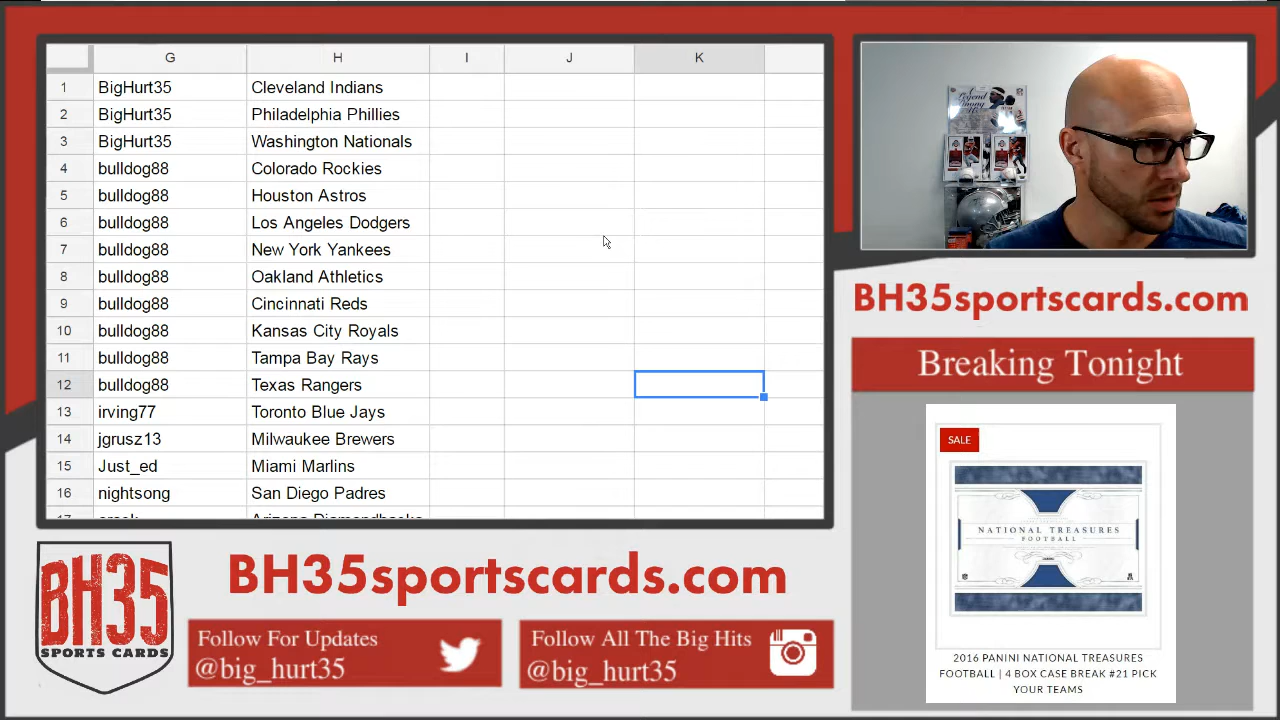 G H I J K
1 BigHurt35 Cleveland Indians
2 BigHurt35 Philadelphia Phillies
3 BigHurt35 Washington Nationals
4 bulldog88 Colorado Rockies
5 bulldog88 Houston Astros
6 bulldog88 Los Angeles Dodgers
7 bulldog88 New York Yankees
8 bulldog88 Oakland Athletics
9 bulldog88 Cincinnati Reds
10 bulldog88 Kansas City Royals
11 bulldog88 Tampa Bay Rays
12 bulldog88 Texas Rangers
13 irving77 Toronto Blue Jays
14 jgrusz13 Milwaukee Brewers
15 Just_ed Miami Marlins
16 nightsong San Diego Padres
BH35sportscards.com
Breaking Tonight
SALE
NATIONAL TREASURES
FOOTBALL
2016 PANINI NATIONAL TREASURES
FOOTBALL | 4 BOX CASE BREAK #21 PICK
YOUR TEAMS
BH35
SPORTS CARDS
BH35sportscards.com
Follow For Updates
@big_hurt35
Follow All The Big Hits
@big_hurt35